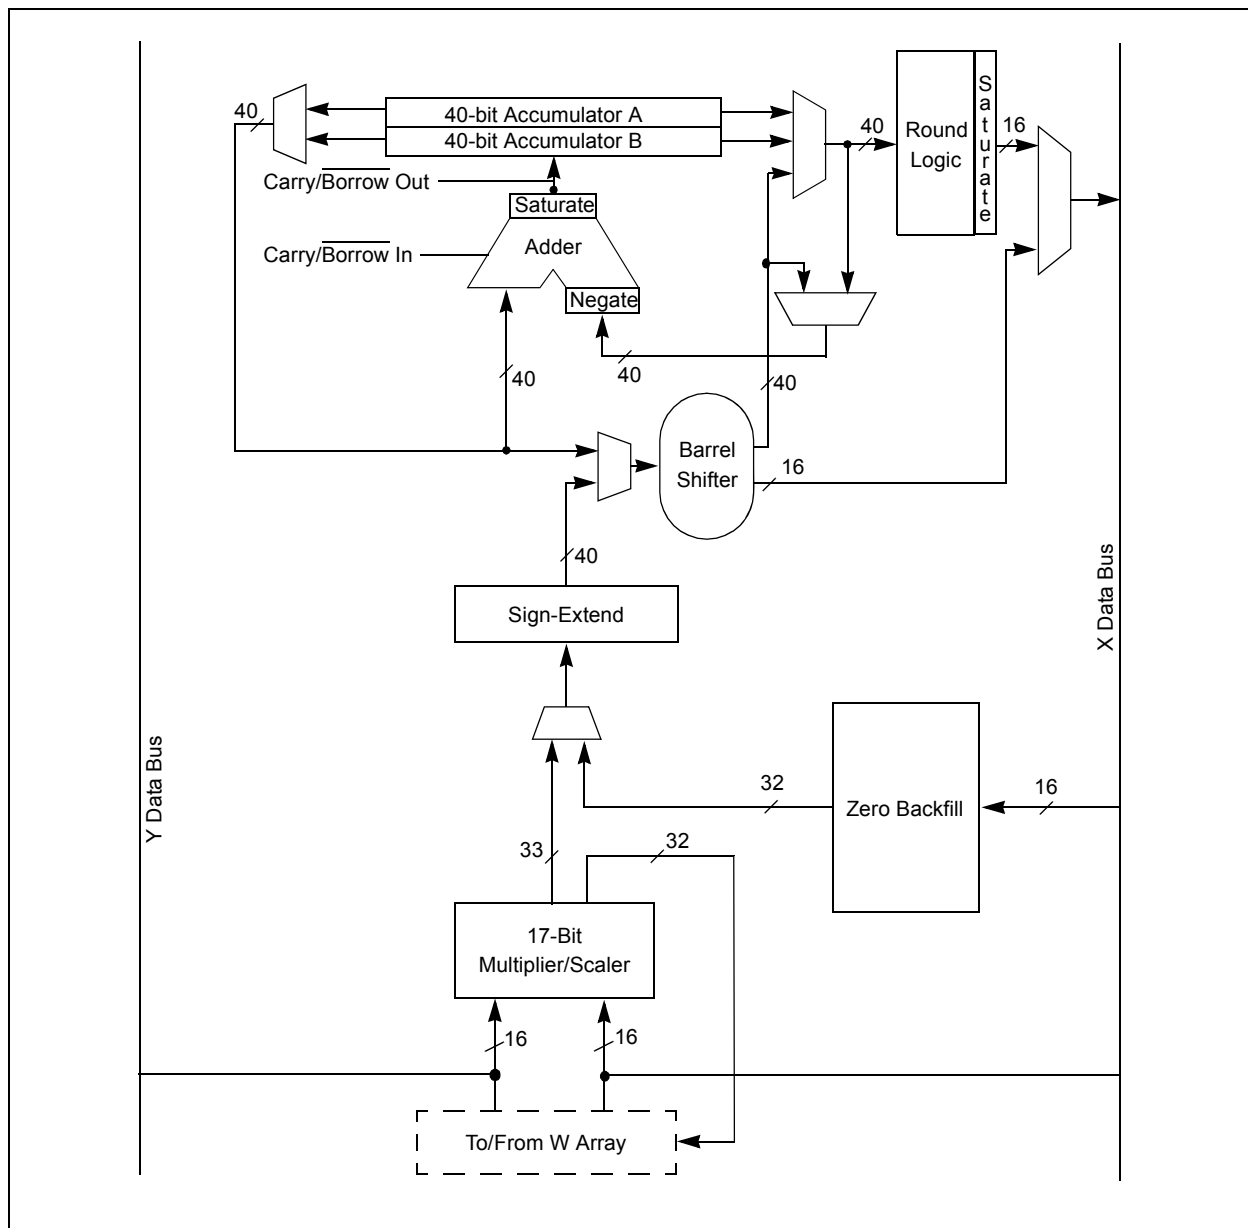 40
40-bit Accumulator A
40-bit Accumulator B
40
Round
Logic
Saturate
16
Carry/Borrow Out
Saturate
Carry/Borrow In
Adder
Negate
40
40
40
Barrel
Shifter
16
40
Sign-Extend
X Data Bus
Y Data Bus
32
Zero Backfill
16
33
32
17-Bit
Multiplier/Scaler
16
16
To/From W Array